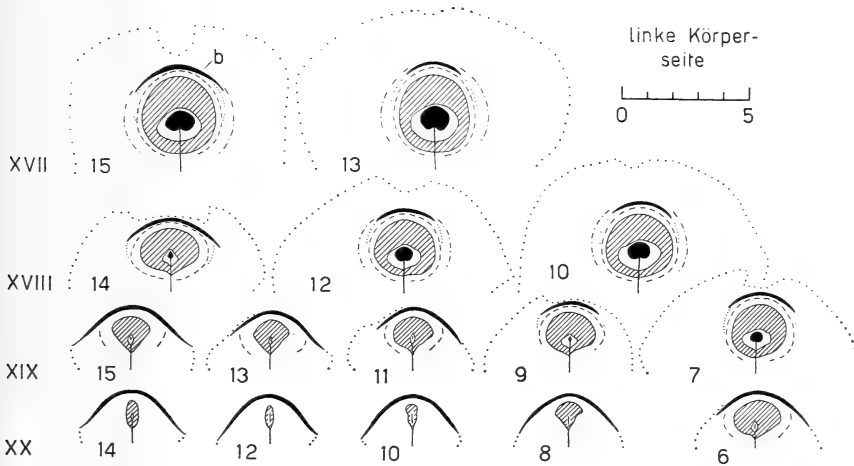 linke Körper-
seite
0 5
b
XVII 15 13
XVIII 14 12 10
XIX 15 13 11 9 7
XX 14 12 10 8 6